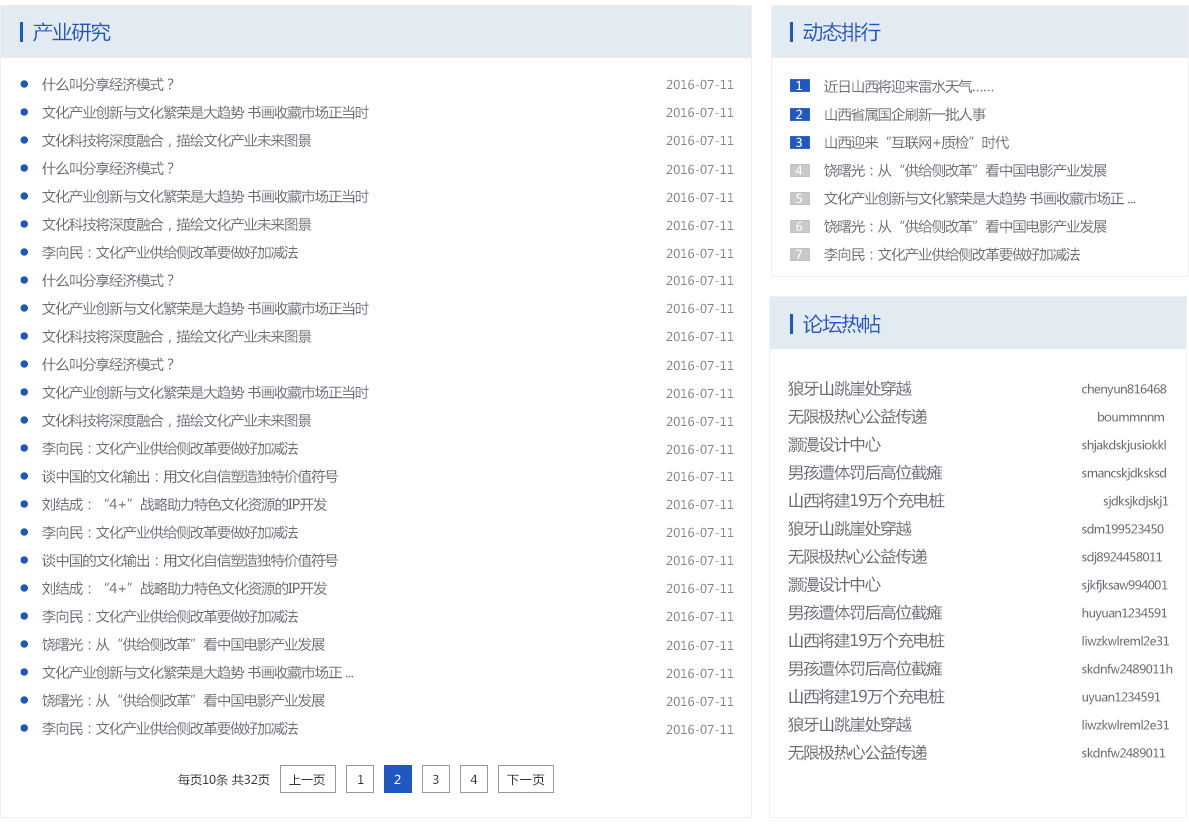 产业研究
什么叫分享经济模式？ 2016-07-11
文化产业创新与文化繁荣是大趋势 书画收藏市场正当时 2016-07-11
文化科技将深度融合，描绘文化产业未来图景 2016-07-11
什么叫分享经济模式？ 2016-07-11
文化产业创新与文化繁荣是大趋势 书画收藏市场正当时 2016-07-11
文化科技将深度融合，描绘文化产业未来图景 2016-07-11
李向民：文化产业供给侧改革要做好加减法 2016-07-11
什么叫分享经济模式？ 2016-07-11
文化产业创新与文化繁荣是大趋势 书画收藏市场正当时 2016-07-11
文化科技将深度融合，描绘文化产业未来图景 2016-07-11
什么叫分享经济模式？ 2016-07-11
文化产业创新与文化繁荣是大趋势 书画收藏市场正当时 2016-07-11
文化科技将深度融合，描绘文化产业未来图景 2016-07-11
李向民：文化产业供给侧改革要做好加减法 2016-07-11
谈中国的文化输出：用文化自信塑造独特价值符号 2016-07-11
刘结成：“4+”战略助力特色文化资源的IP开发 2016-07-11
李向民：文化产业供给侧改革要做好加减法 2016-07-11
谈中国的文化输出：用文化自信塑造独特价值符号 2016-07-11
刘结成：“4+”战略助力特色文化资源的IP开发 2016-07-11
李向民：文化产业供给侧改革要做好加减法 2016-07-11
饶曙光：从“供给侧改革”看中国电影产业发展 2016-07-11
文化产业创新与文化繁荣是大趋势 书画收藏市场正 ... 2016-07-11
饶曙光：从“供给侧改革”看中国电影产业发展 2016-07-11
李向民：文化产业供给侧改革要做好加减法 2016-07-11
每页10条 共32页 上一页 1 2 3 4 下一页
动态排行
1 近日山西将迎来雷水天气......
2 山西省属国企刷新一批人事
3 山西迎来“互联网+质检”时代
4 饶曙光：从“供给侧改革”看中国电影产业发展
5 文化产业创新与文化繁荣是大趋势 书画收藏市场正 ...
6 饶曙光：从“供给侧改革”看中国电影产业发展
7 李向民：文化产业供给侧改革要做好加减法
论坛热帖
狼牙山跳崖处穿越 chenyun816468
无限极热心公益传递 boummnnm
灏漫设计中心 shjakdskjusiokkl
男孩遭体罚后高位截瘫 smancskjdksksd
山西将建19万个充电桩 sjdksjkdjskj1
狼牙山跳崖处穿越 sdm199523450
无限极热心公益传递 sdj8924458011
灏漫设计中心 sjkfjksaw994001
男孩遭体罚后高位截瘫 huyuan1234591
山西将建19万个充电桩 liwzkwlreml2e31
男孩遭体罚后高位截瘫 skdnfw2489011h
山西将建19万个充电桩 uyuan1234591
狼牙山跳崖处穿越 liwzkwlreml2e31
无限极热心公益传递 skdnfw2489011